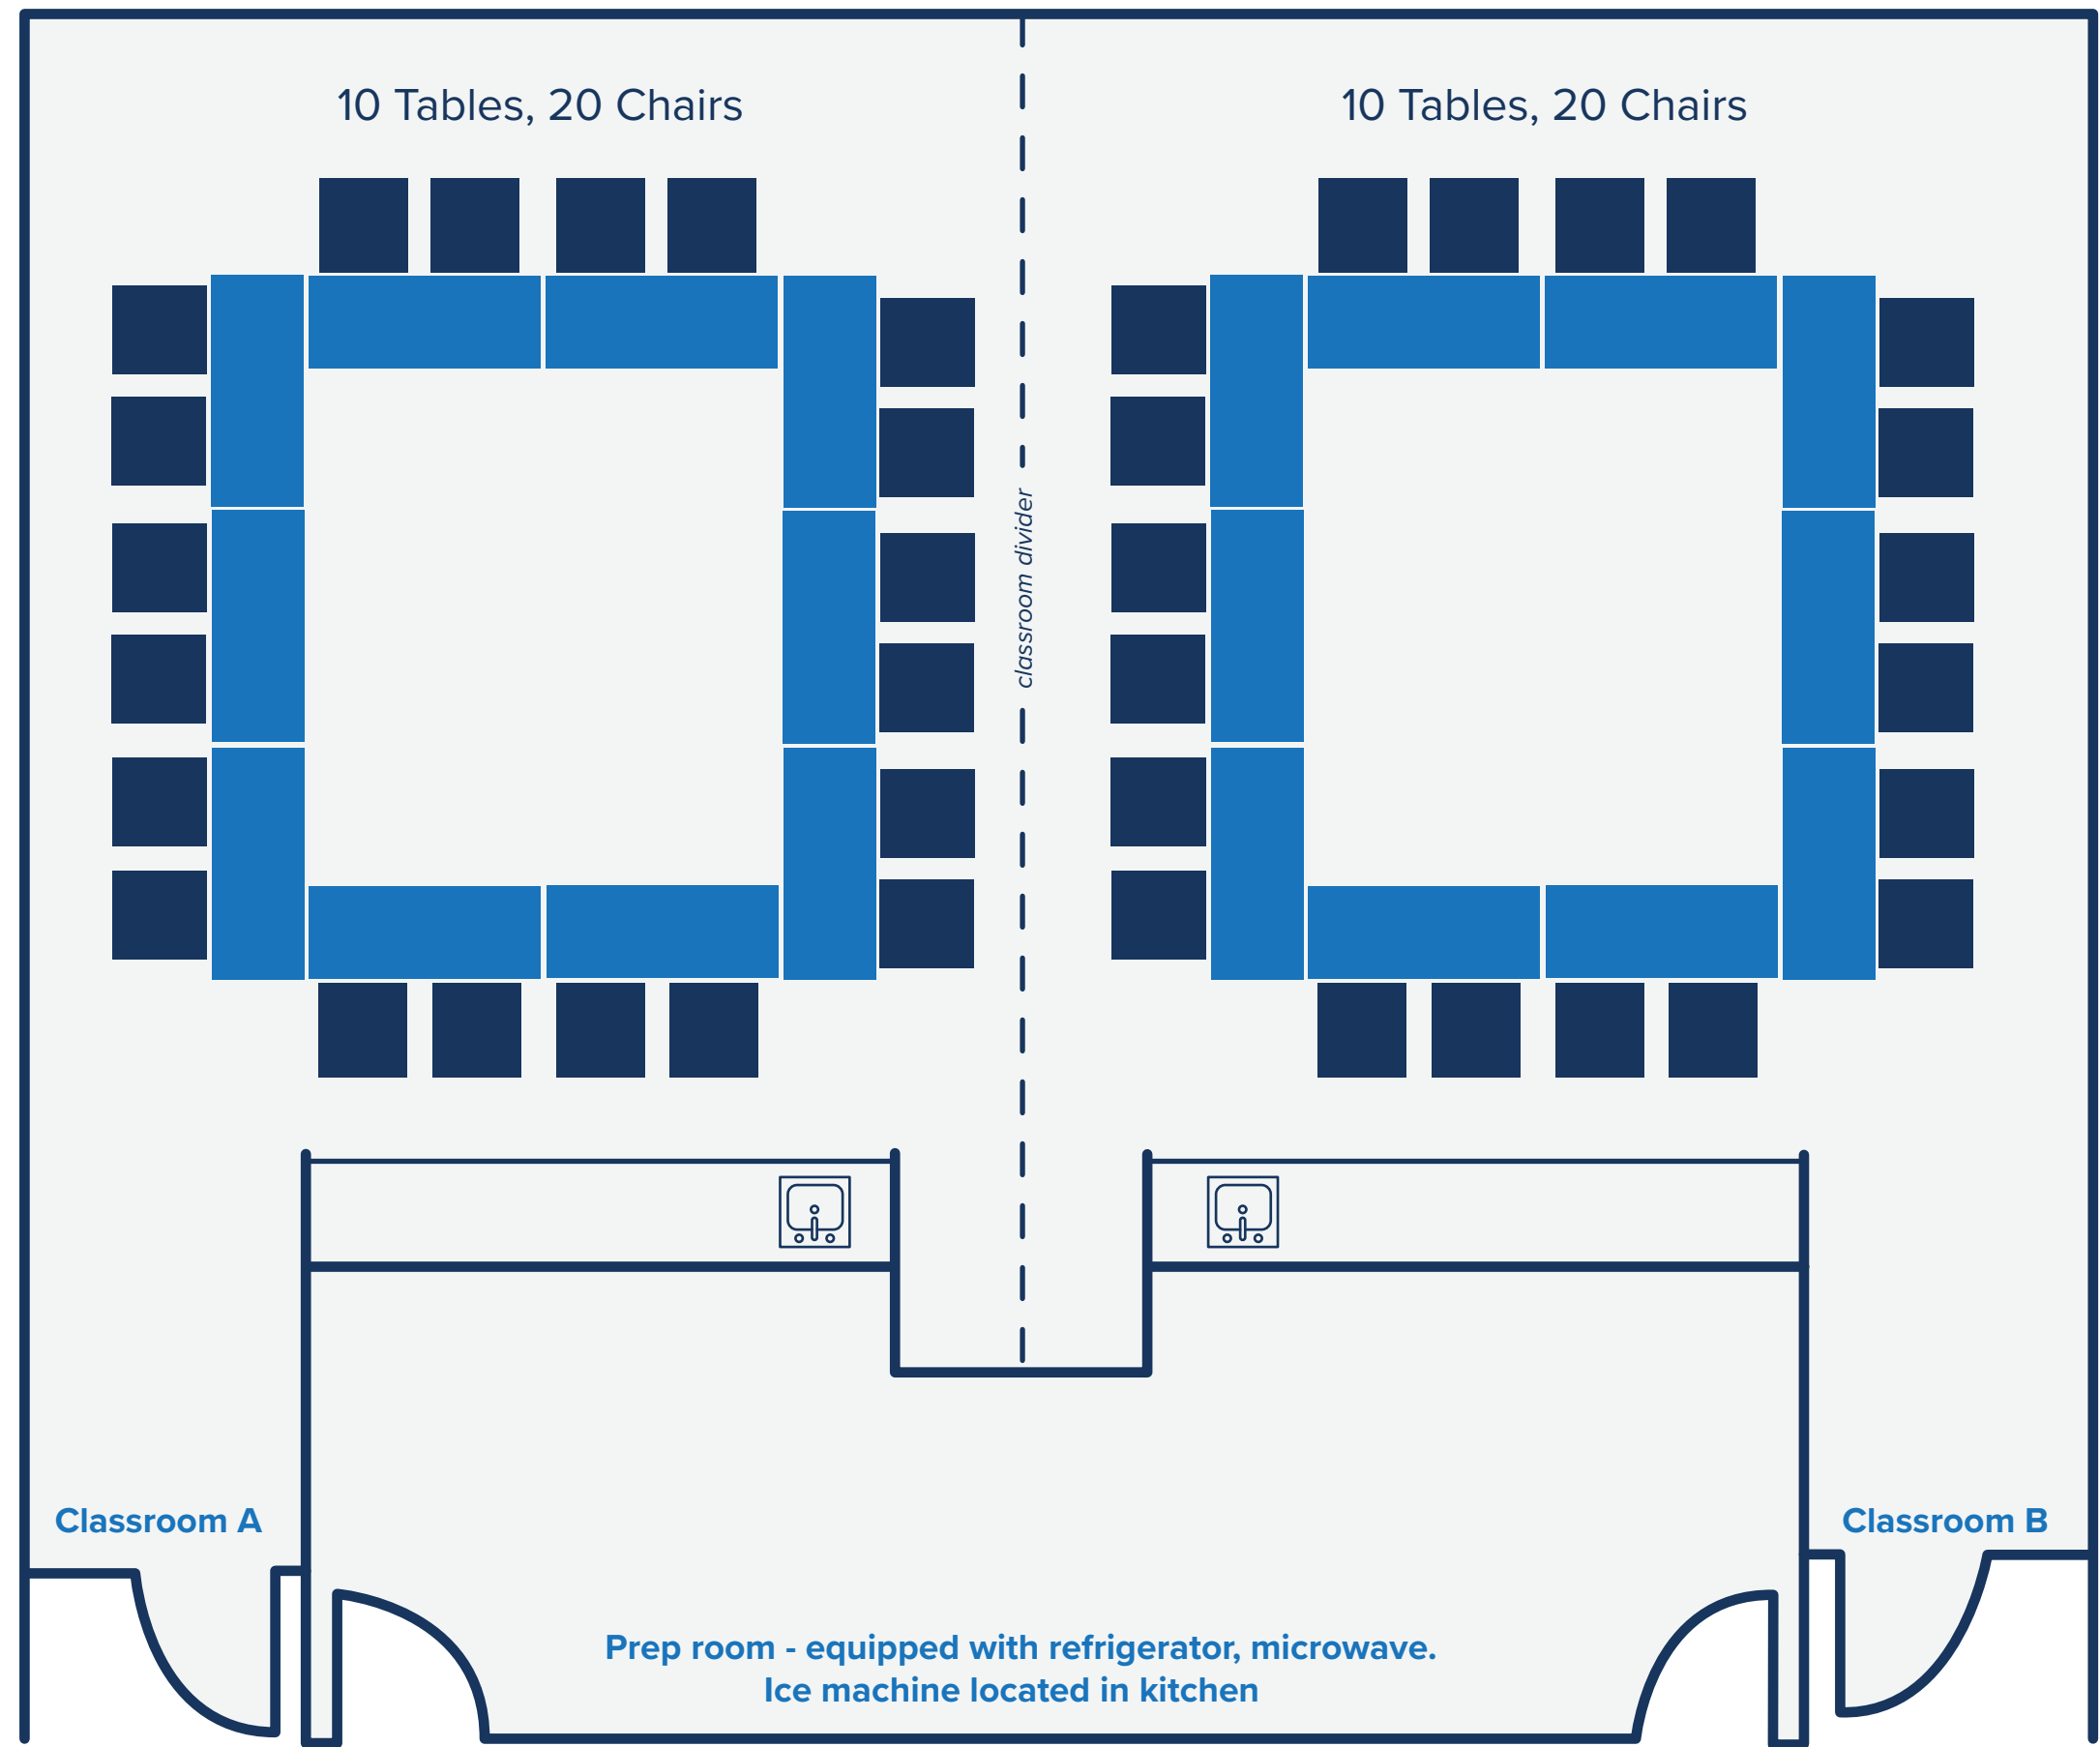 10 Tables, 20 Chairs
10 Tables, 20 Chairs
classroom divider
Classroom A
Classroom B
Prep room - equipped with refrigerator, microwave.
Ice machine located in kitchen